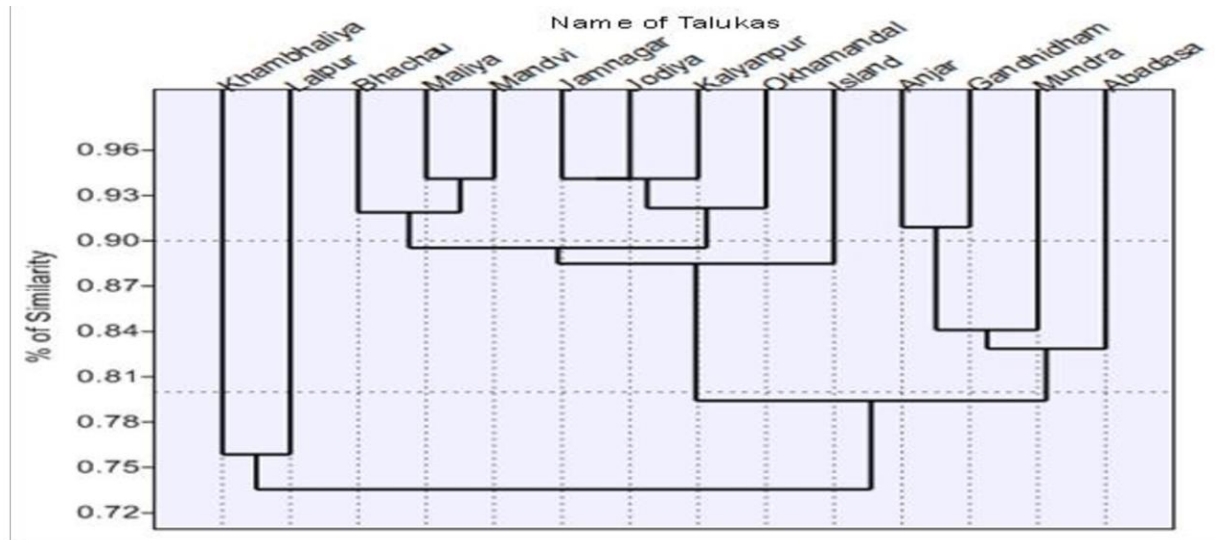 Name of Talukas
Khambhaliya
Lalpur
Bhachau
Maliya
Mandvi
Jamnagar
Jodiya
Kalyanpur
Okhamandal
Island
Anjar
Gandhidham
Mundra
Abadasa
% of Similarity
0.96
0.93
0.90
0.87
0.84
0.81
0.78
0.75
0.72